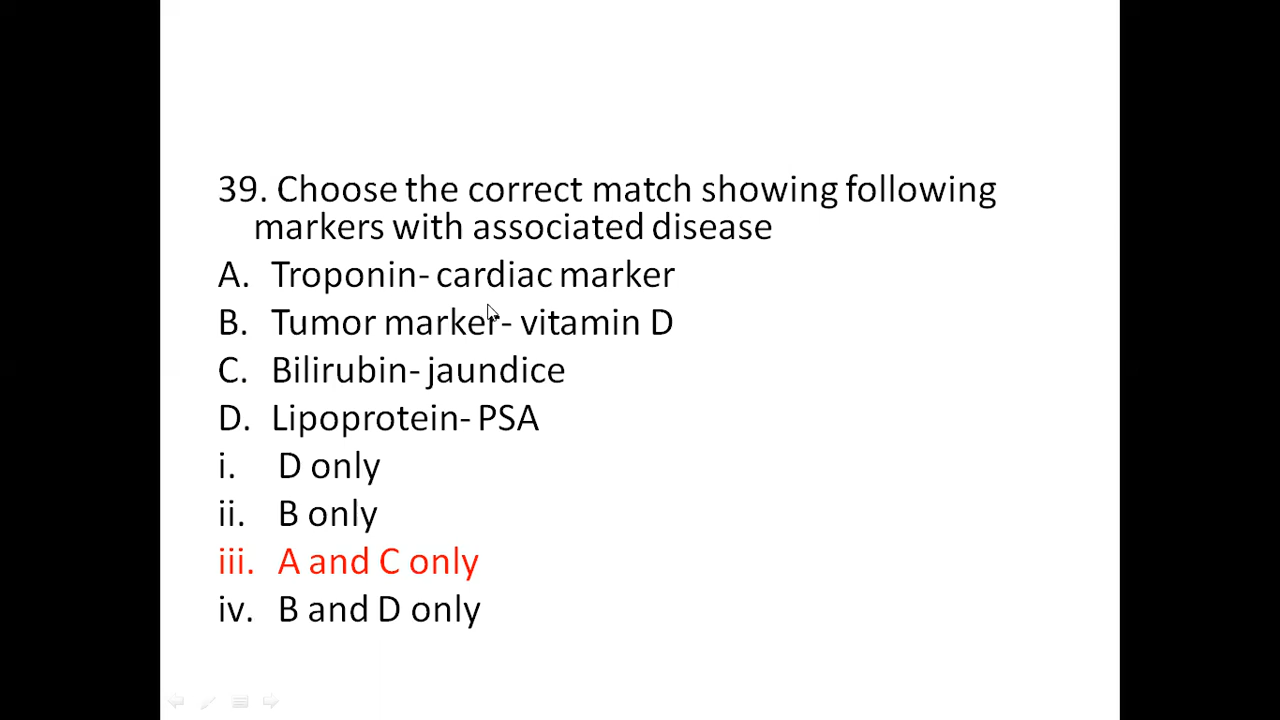 39. Choose the correct match showing following
markers with associated disease
A. Troponin- cardiac marker
B. Tumor marker- vitamin D
C. Bilirubin- jaundice
D. Lipoprotein- PSA
i. D only
ii. B only
iii. A and C only
iv. B and D only